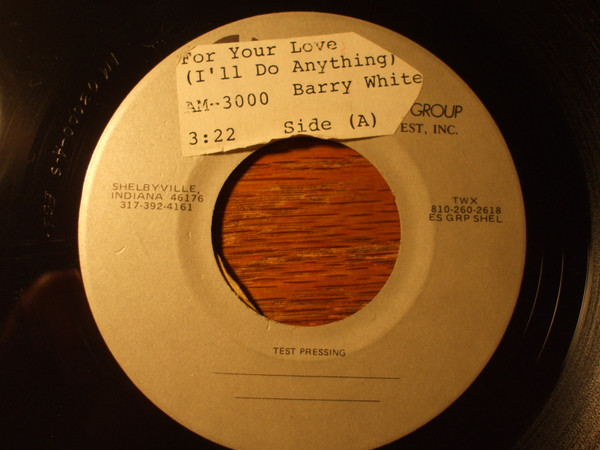 For Your Love
(I'll Do Anything)
AM--3000 Barry White
3:22 Side (A)
GROUP
EST, INC.
SHELBYVILLE,
INDIANA 46176
317-392-4161
TWX
810-260-2618
ES GRP SHEL
TEST PRESSING